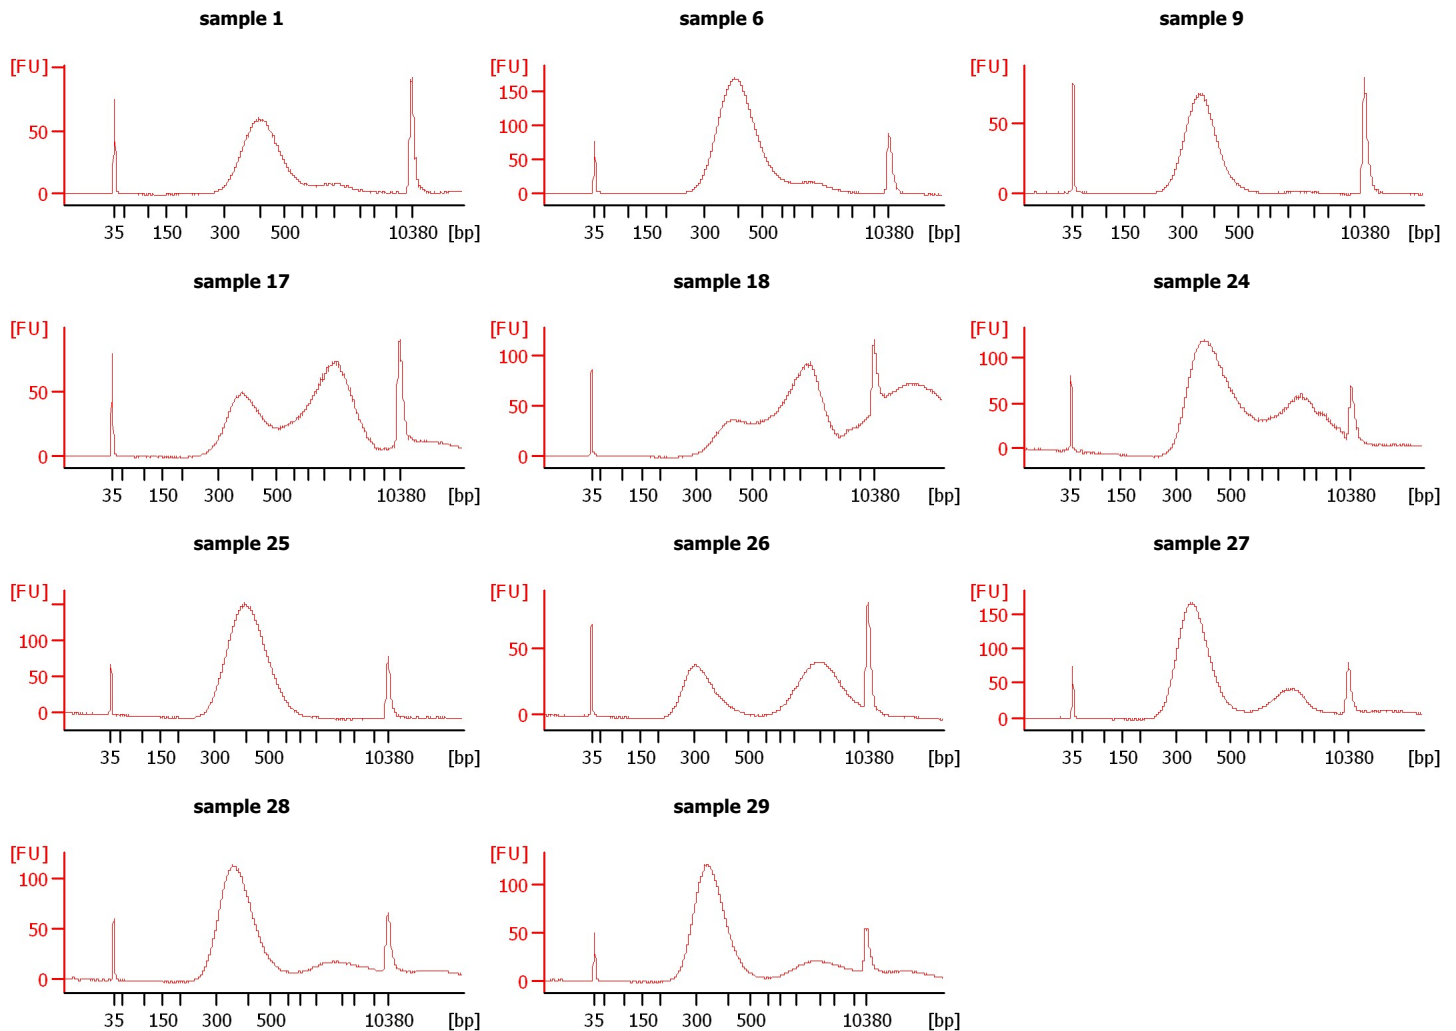 sample 1 sample 6 sample 9
[FU] [FU] [FU]
150
100
50 50 50
0 0 0
35 150 300 500 10380 [bp] 35 150 300 500 10380 [bp] 35 150 300 500 10380 [bp]
sample 17 sample 18 sample 24
[FU] [FU] [FU]
100 100
50 50 50
0 0 0
35 150 300 500 10380 [bp] 35 150 300 500 10380 [bp] 35 150 300 500 10380 [bp]
sample 25 sample 26 sample 27
[FU] [FU] [FU]
150
100 100
50 50 50
0 0 0
35 150 300 500 10380 [bp] 35 150 300 500 10380 [bp] 35 150 300 500 10380 [bp]
sample 28 sample 29
[FU] [FU]
100 100
50 50
0 0
35 150 300 500 10380 [bp] 35 150 300 500 10380 [bp]